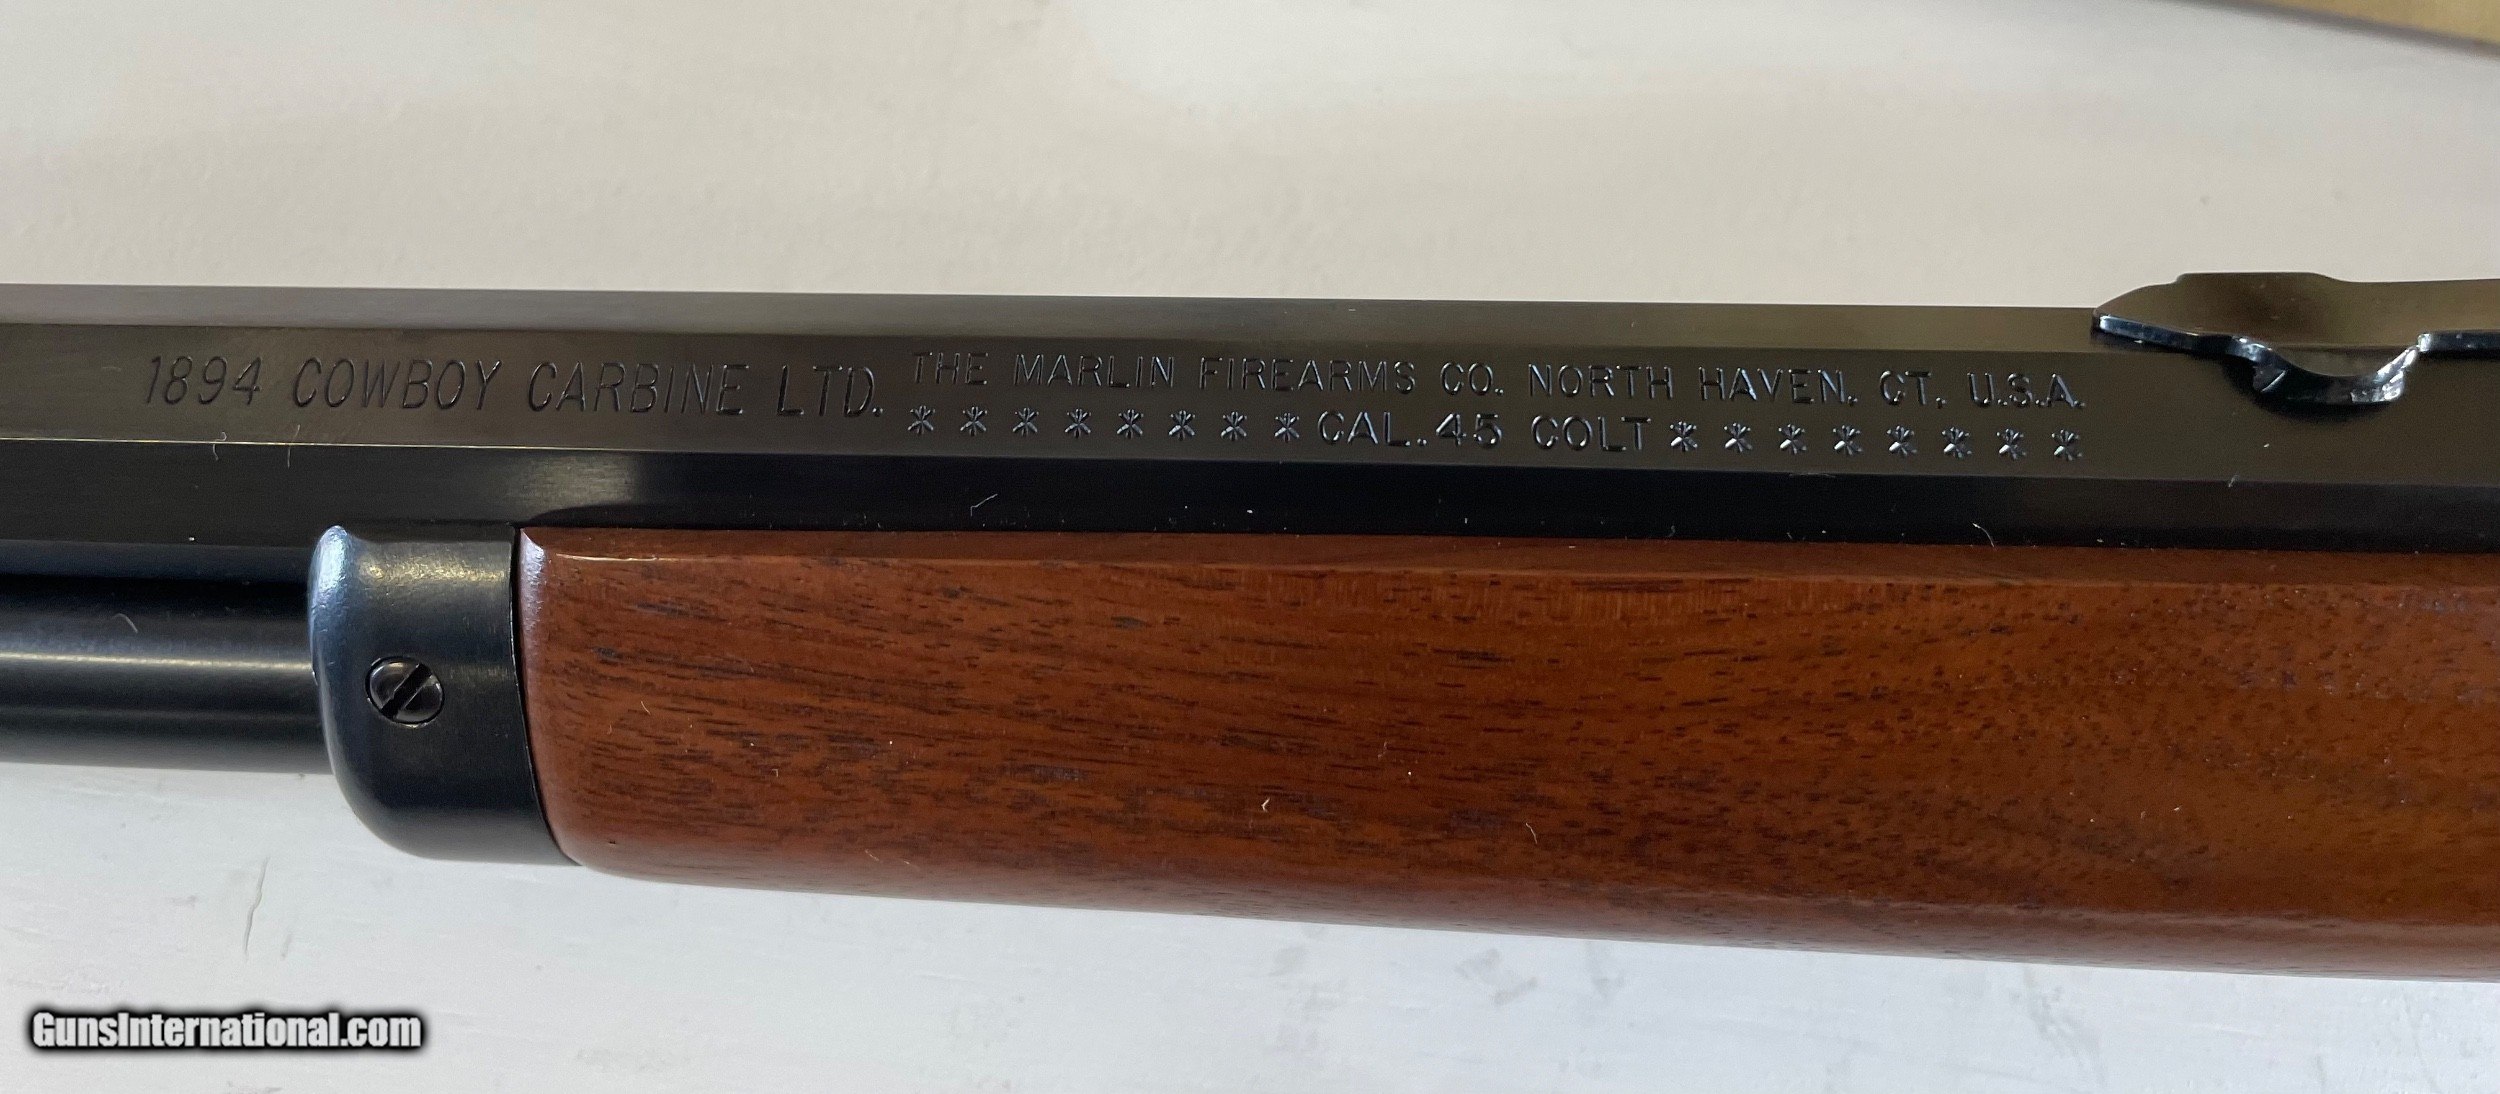 1894 COWBOY CARBINE LTD.
THE MARLIN FIREARMS CO. NORTH HAVEN, CT. U.S.A.
********CAL.45 COLT********
GunsInternational.com